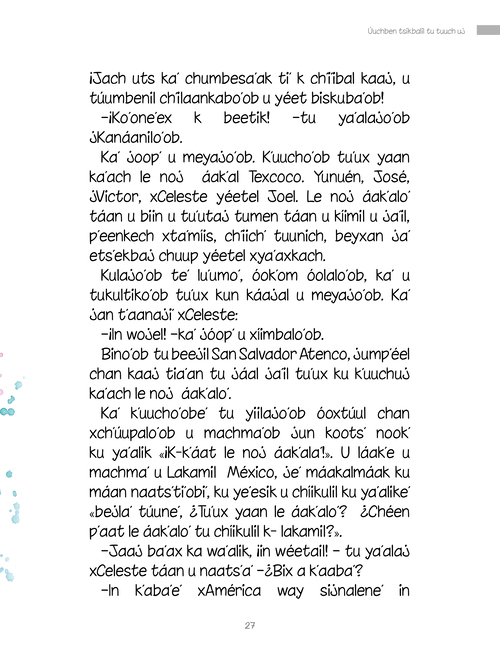 Úuchben tsikbalil tu tuuch uj
¡Jach uts ka´ chumbesa´ak ti´ k chíibal kaaj, u
túumbenil chíilaankabo´ob u yéet biskuba´ob!
–¡Ko´one´ex k beetik! –tu ya´alajo´ob
jKanáanilo´ob.
Ka´ joop´ u meyajo´ob. K´uucho´ob tu´ux yaan
ka´ach le noj áak´al Texcoco. Yunuén, José,
jVictor, xCeleste yéetel Joel. Le noj áak´alo´
táan u biin u tu´utaj tumen táan u kíimil u ja´il,
p´eenkech xta´míis, ch´iich´ tuunich, beyxan ja´
ets´ekbaj chuup yéetel xya´axkach.
Kulajo´ob te´ lu´umo´, óok´om óolalo´ob, ka´ u
tukultiko´ob tu´ux kun káajal u meyajo´ob. Ka´
jan t´aanaji´ xCeleste:
–¡In wojel! –ka´ jóop´ u xíimbalo´ob.
Bino´ob tu beejil San Salvador Atenco, jump´éel
chan kaaj tia´an tu jáal ja´il tu´ux ku k´uuchuj
ka´ach le noj áak´alo´.
Ka´ k´uucho´obe´ tu yiilajo´ob óoxtúul chan
xch´úupalo´ob u machma´ob jun koots´ nook´
ku ya´alik «¡K-k´áat le noj áak´ala´!». U láak´e u
machma´ u Lakamil México, je´ máakalmáak ku
máan naats´ti´obi´, ku ye´esik u chíikulil ku ya´alike´
«bejla´ túune´, ¿Tu´ux yaan le áak´alo´? ¿Chéen
p´aat le áak´alo´ tu chíikulil k- lakamil?».
–Jaaj ba´ax ka wa´alik, ¡in wéetail! – tu ya´alaj
xCeleste táan u naats´a´ –¿Bix a k´aaba´?
–In k´aba´e´ xAmérica way sijnalene´ in
27